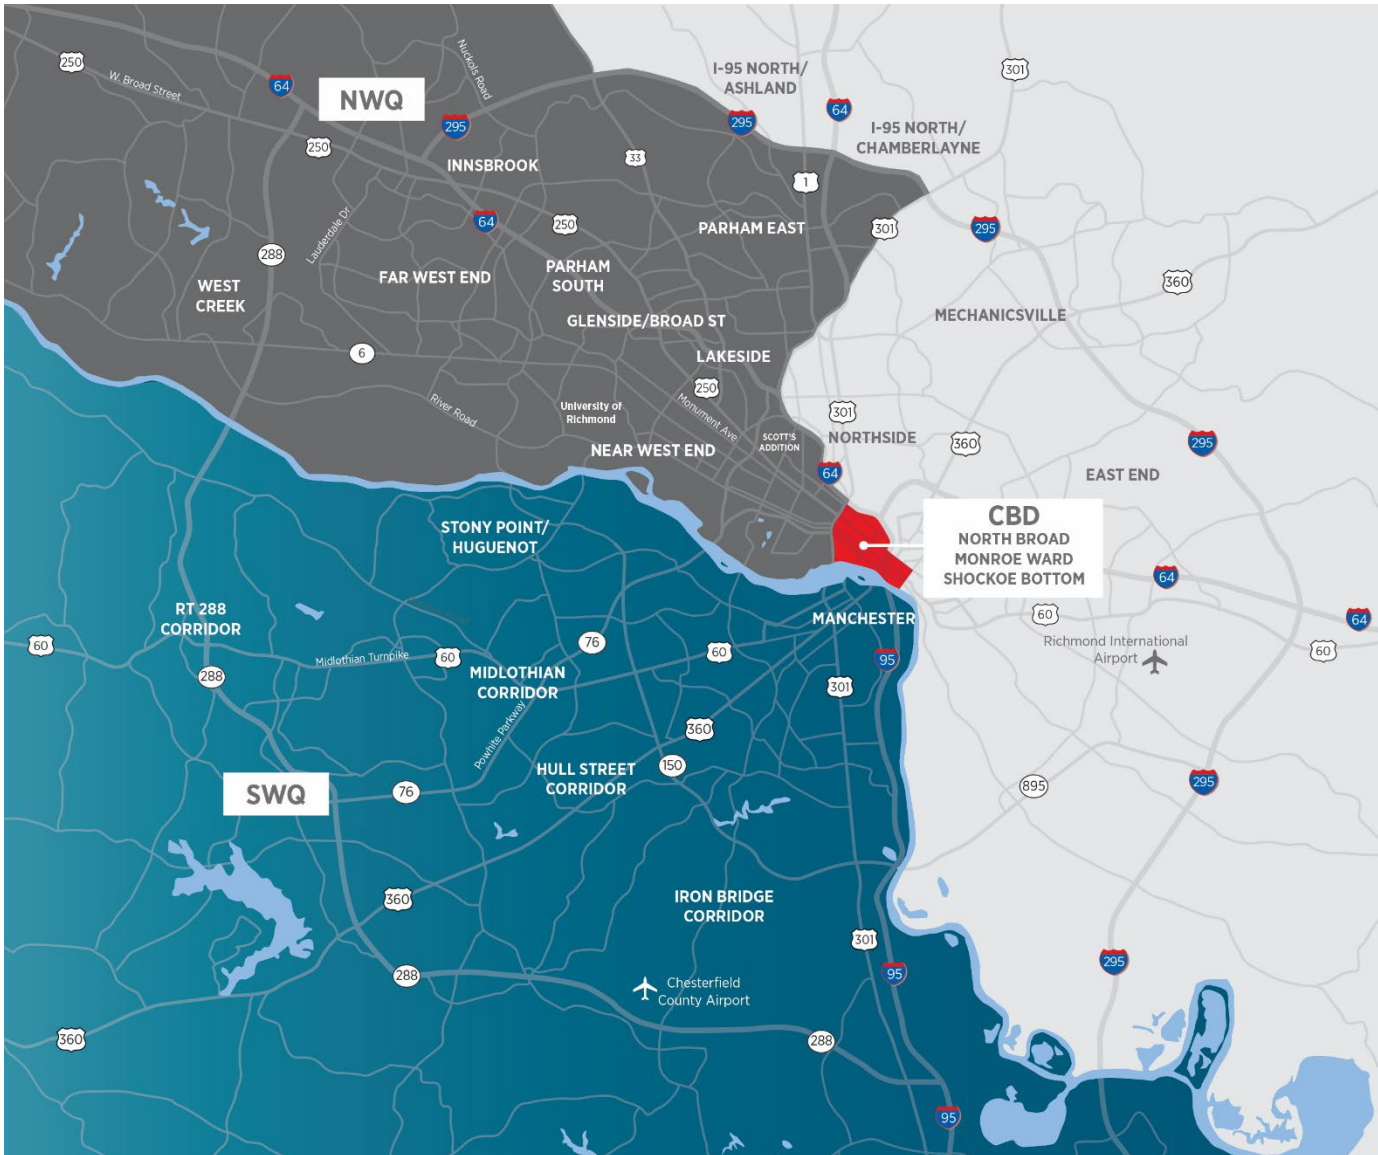 250
W. Broad Street
64
NWQ
Nuckols Road
295
250
INNSBROOK
33
I-95 NORTH/
ASHLAND
295
64
301
I-95 NORTH/
CHAMBERLAYNE
1
64
250
PARHAM EAST
301
295
Lauderdale Dr.
288
WEST
CREEK
FAR WEST END
PARHAM
SOUTH
360
GLENSIDE/BROAD ST
MECHANICSVILLE
6
LAKESIDE
250
River Road
University of
Richmond
Monument Ave
301
NEAR WEST END
SCOTT'S
ADDITION
NORTHSIDE
360
295
64
EAST END
STONY POINT/
HUGUENOT
CBD
NORTH BROAD
MONROE WARD
SHOCKOE BOTTOM
64
RT 288
CORRIDOR
MANCHESTER
60
64
60
Midlothian Turnpike
60
76
60
95
Richmond International
Airport
60
288
MIDLOTHIAN
CORRIDOR
301
Powhite Parkway
360
HULL STREET
CORRIDOR
150
SWQ
76
895
295
360
IRON BRIDGE
CORRIDOR
301
288
Chesterfield
County Airport
95
295
360
288
95